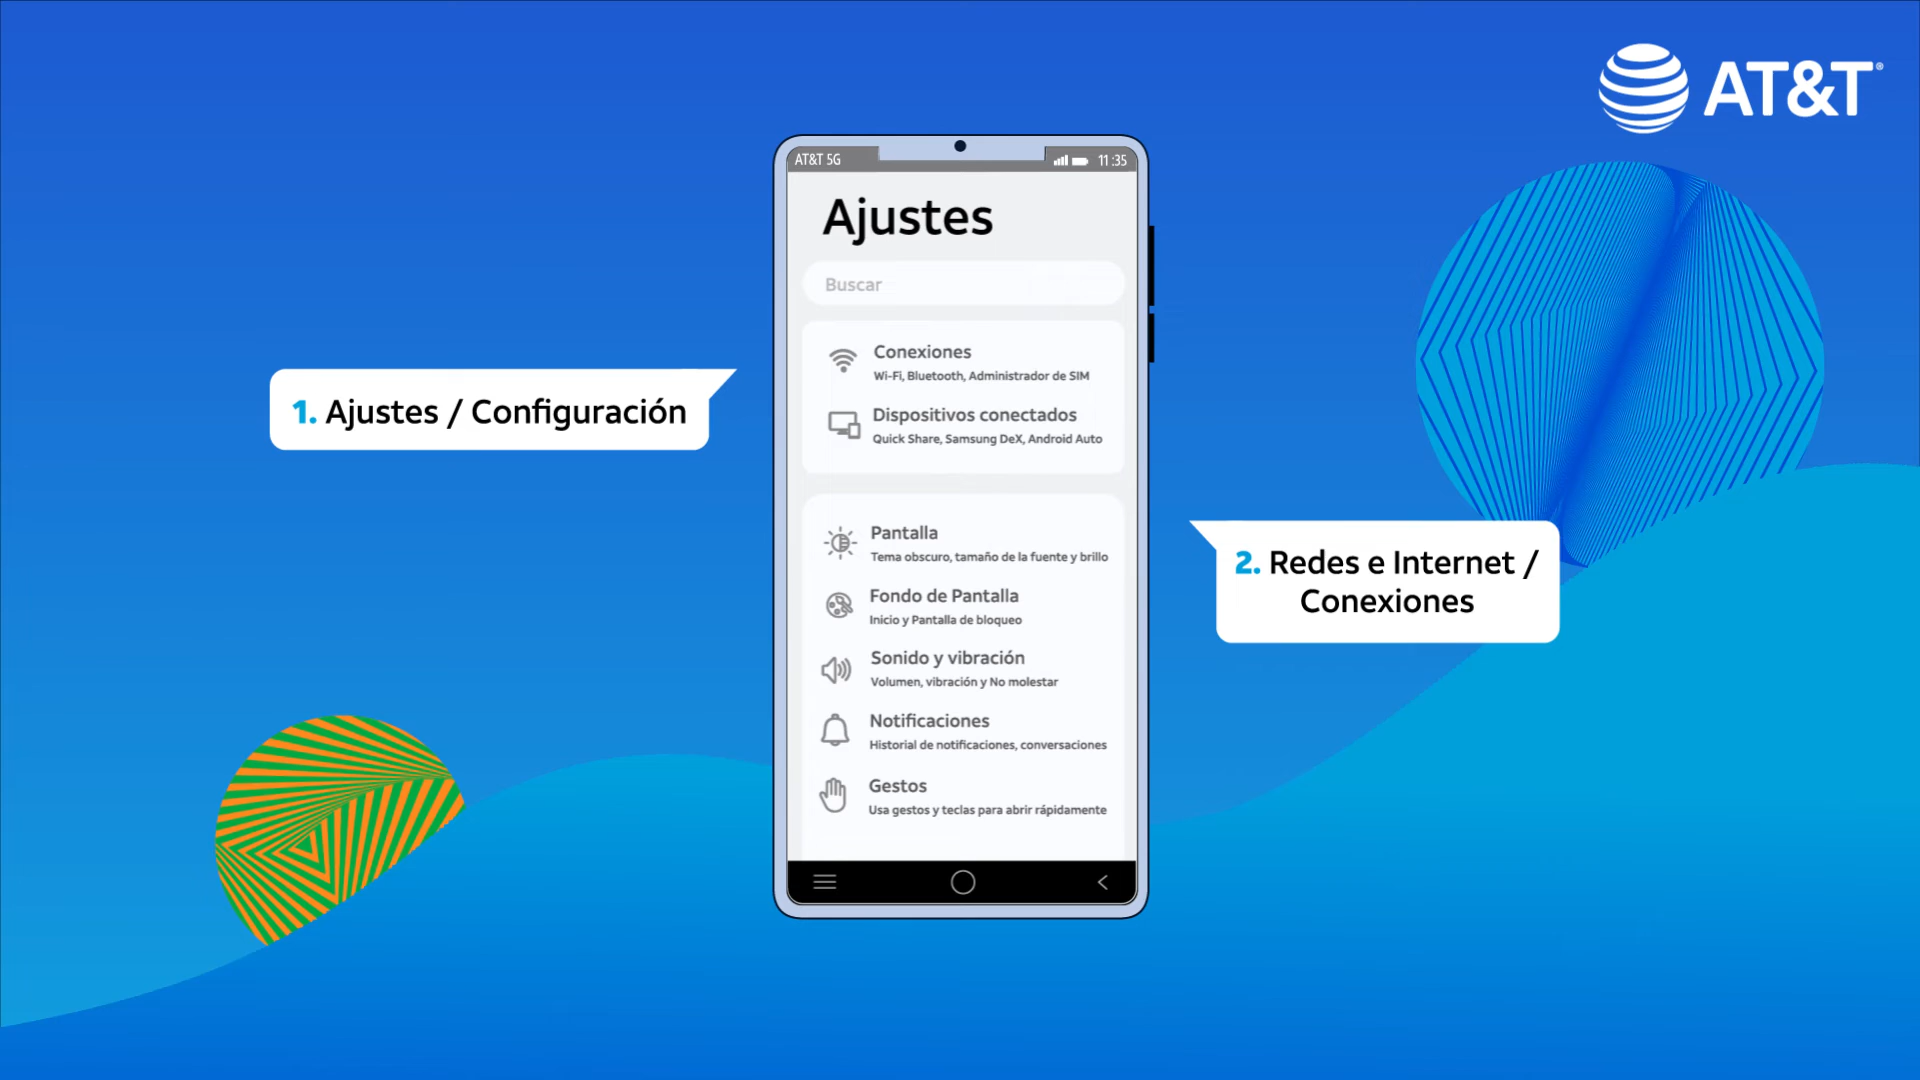 AT&T
AT&T 5G
11:35
Ajustes
Buscar
Conexiones
Wi-Fi, Bluetooth, Administrador de SIM
Dispositivos conectados
Quick Share, Samsung DeX, Android Auto
Pantalla
Tema obscuro, tamaño de la fuente y brillo
Fondo de Pantalla
Inicio y Pantalla de bloqueo
Sonido y vibración
Volumen, vibración y No molestar
Notificaciones
Historial de notificaciones, conversaciones
Gestos
Usa gestos y teclas para abrir rápidamente
1. Ajustes / Configuración
2. Redes e Internet /
Conexiones